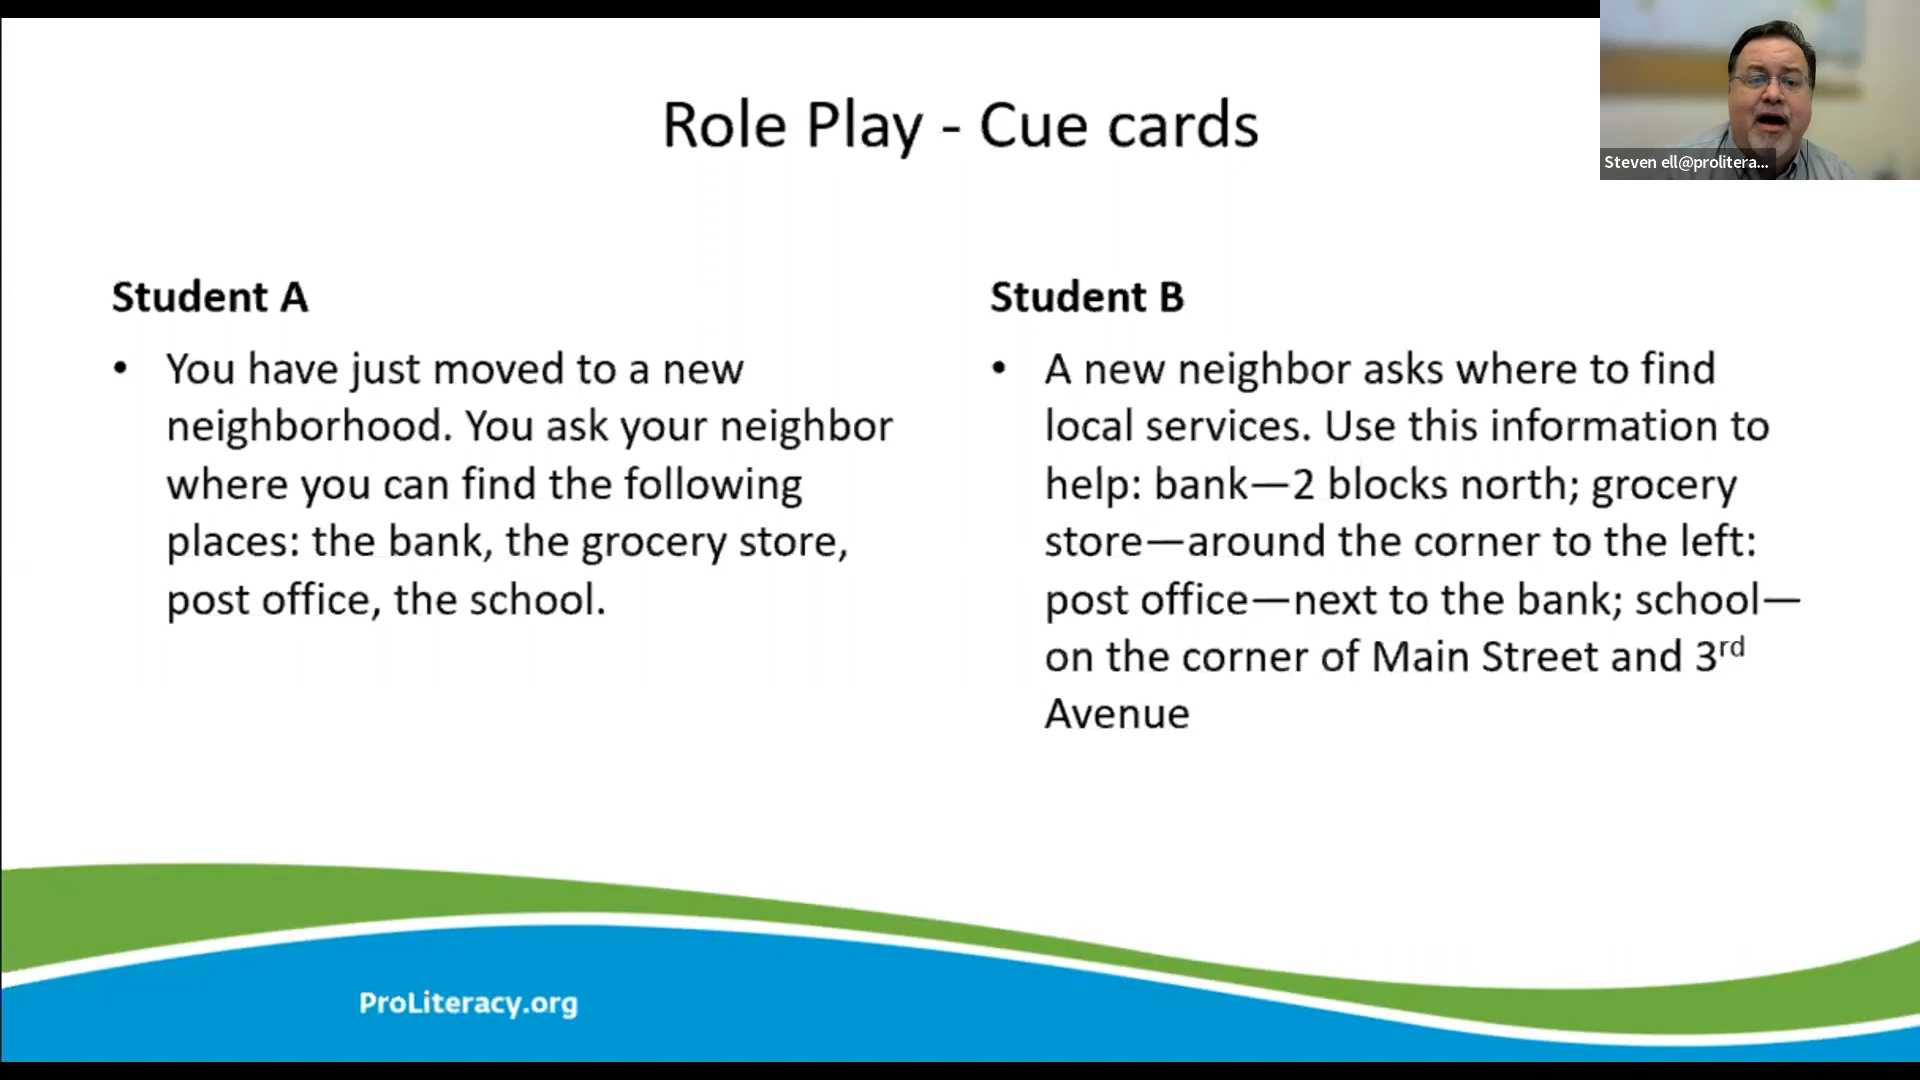 Role Play - Cue cards
Steven ell@prolitera...
Student A
• You have just moved to a new
neighborhood. You ask your neighbor
where you can find the following
places: the bank, the grocery store,
post office, the school.
Student B
• A new neighbor asks where to find
local services. Use this information to
help: bank—2 blocks north; grocery
store—around the corner to the left:
post office—next to the bank; school—
on the corner of Main Street and 3rd
Avenue
ProLiteracy.org